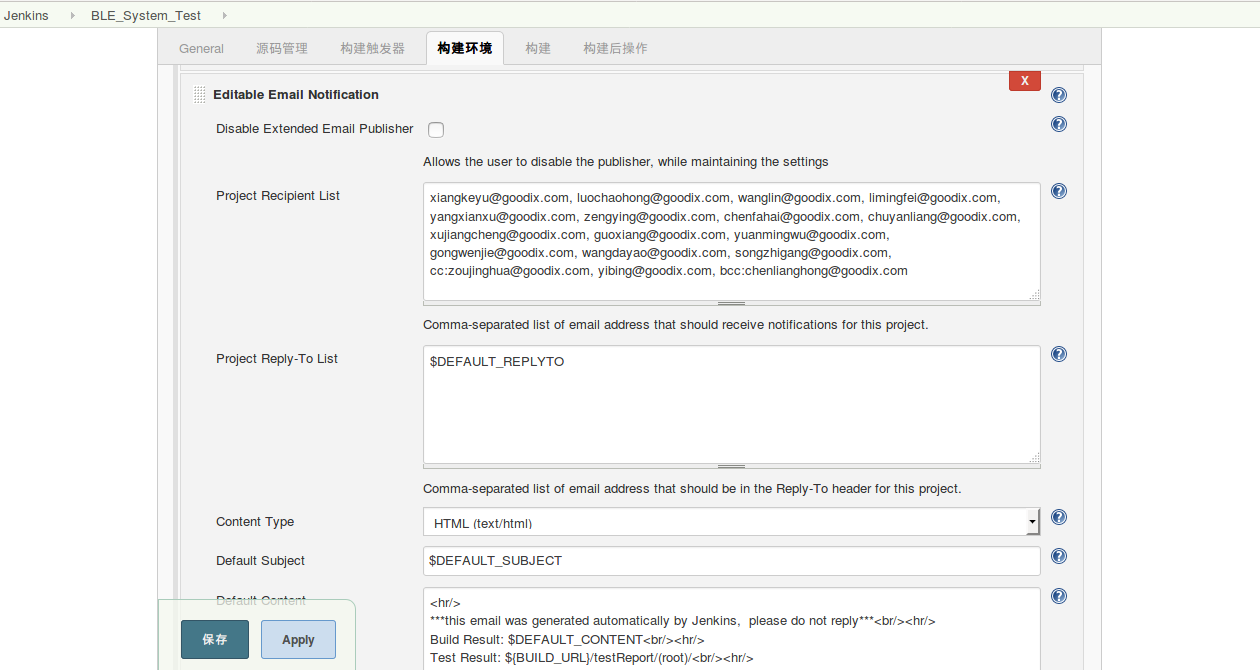 Jenkins BLE_System_Test
General 源码管理 构建触发器 构建环境 构建 构建后操作
X
Editable Email Notification
Disable Extended Email Publisher
Allows the user to disable the publisher, while maintaining the settings
Project Recipient List
xiangkeyu@goodix.com, luochaohong@goodix.com, wanglin@goodix.com, limingfei@goodix.com,
yangxianxu@goodix.com, zengying@goodix.com, chenfahai@goodix.com, chuyanliang@goodix.com,
xujiangcheng@goodix.com, guoxiang@goodix.com, yuanmingwu@goodix.com,
gongwenjie@goodix.com, wangdayao@goodix.com, songzhigang@goodix.com,
cc:zoujinghua@goodix.com, yibing@goodix.com, bcc:chenlianghong@goodix.com
Comma-separated list of email address that should receive notifications for this project.
Project Reply-To List
$DEFAULT_REPLYTO
Comma-separated list of email address that should be in the Reply-To header for this project.
Content Type
HTML (text/html)
Default Subject
$DEFAULT_SUBJECT
Default Content
<hr/>
***this email was generated automatically by Jenkins,  please do not reply***<br/><hr/>
Build Result: $DEFAULT_CONTENT<br/><hr/>
Test Result: ${BUILD_URL}/testReport/(root)/<br/><hr/>
保存 Apply